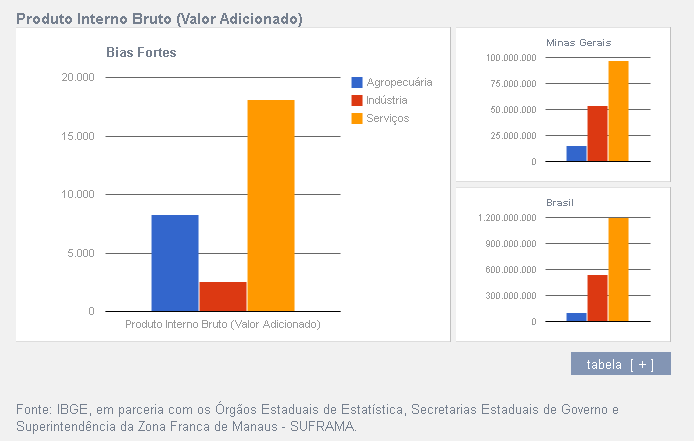 Produto Interno Bruto (Valor Adicionado)
Bias Fortes
20.000
15.000
10.000
5.000
0
Produto Interno Bruto (Valor Adicionado)
Agropecuária
Indústria
Serviços
Minas Gerais
100.000.000
75.000.000
50.000.000
25.000.000
0
Brasil
1.200.000.000
900.000.000
600.000.000
300.000.000
0
tabela [ + ]
Fonte: IBGE, em parceria com os Órgãos Estaduais de Estatística, Secretarias Estaduais de Governo e
Superintendência da Zona Franca de Manaus - SUFRAMA.